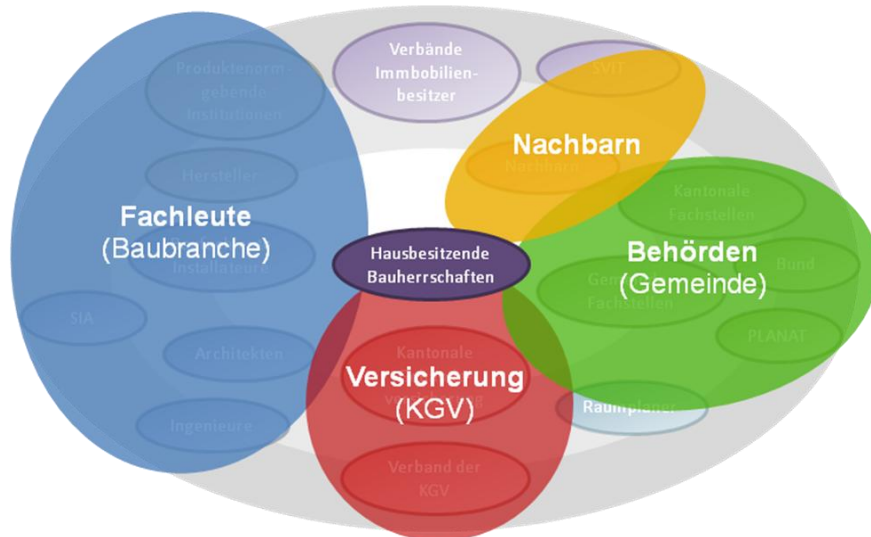 Produktenorm-
gebende
Institutionen
Verbände
Immbobilien-
besitzer
SVIT
Nachbarn
Nachbarn
Hersteller
Kantonale
Fachstellen
Fachleute
(Baubranche)
Installateure
Hausbesitzende
Bauherrschaften
Behörden
(Gemeinde)
Bund
Fachstellen
SIA
PLANAT
Architekten
Kantonale
Versicherung
(KGV)
Raumplaner
Ingenieure
Verband der
KGV